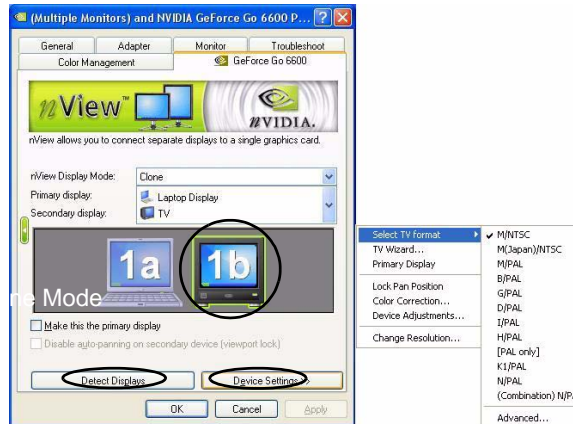 (Multiple Monitors) and NVIDIA GeForce Go 6600 P...
General Adapter Monitor Troubleshoot
Color Management GeForce Go 6600
nView™
NVIDIA.
nView allows you to connect separate displays to a single graphics card.
nView Display Mode: Clone
Primary display: Laptop Display
Secondary display: TV
1a 1b
ne Mode
Make this the primary display
Disable auto-panning on secondary device (viewport lock)
Detect Displays Device Settings >>
OK Cancel Apply
Select TV format
TV Wizard...
Primary Display
Lock Pan Position
Color Correction...
Device Adjustments...
Change Resolution...
M/NTSC
M(Japan)/NTSC
M/PAL
B/PAL
G/PAL
D/PAL
I/PAL
H/PAL
[PAL only]
K1/PAL
N/PAL
(Combination) N/PA
Advanced...